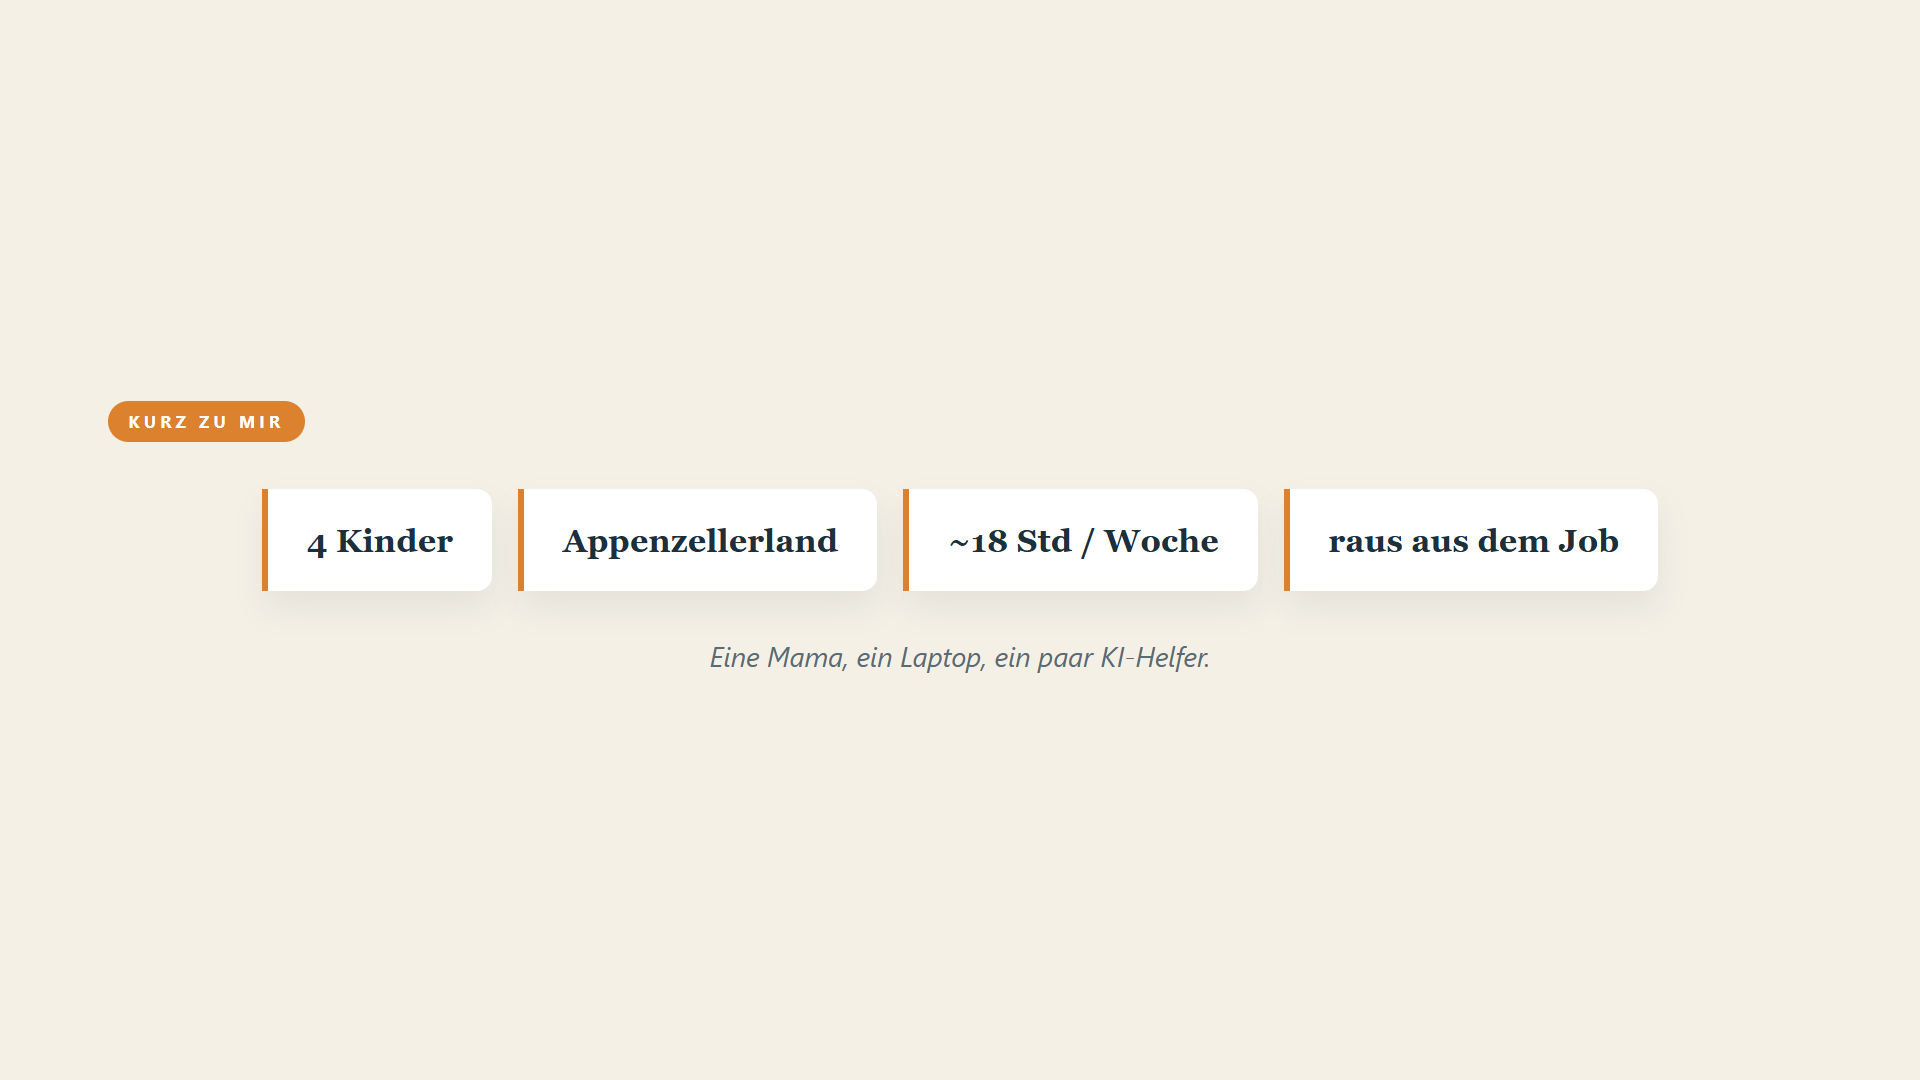 KURZ ZU MIR
4 Kinder
Appenzellerland
~18 Std / Woche
raus aus dem Job
Eine Mama, ein Laptop, ein paar KI-Helfer.